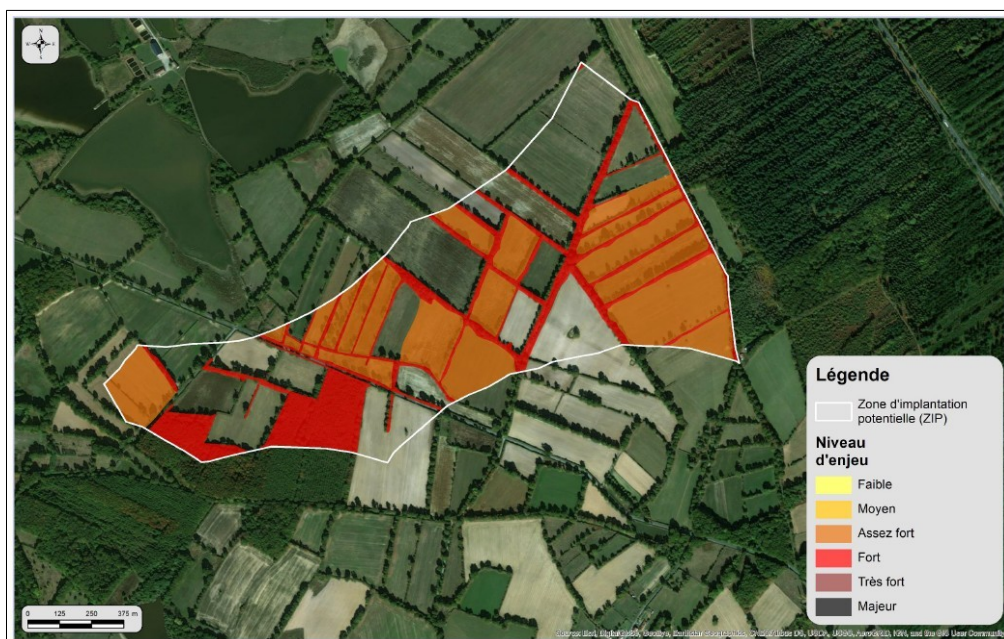 N
Légende
Zone d'implantation
potentielle (ZIP)
Niveau
d'enjeu
Faible
Moyen
Assez fort
Fort
Très fort
Majeur
0 125 250 375 m